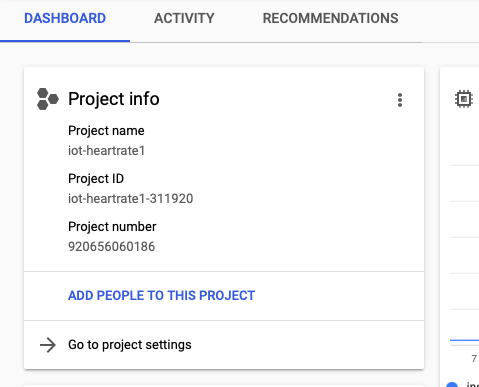 DASHBOARD ACTIVITY RECOMMENDATIONS
Project info
Project name
iot-heartrate1
Project ID
iot-heartrate1-311920
Project number
920656060186
ADD PEOPLE TO THIS PROJECT
Go to project settings
7